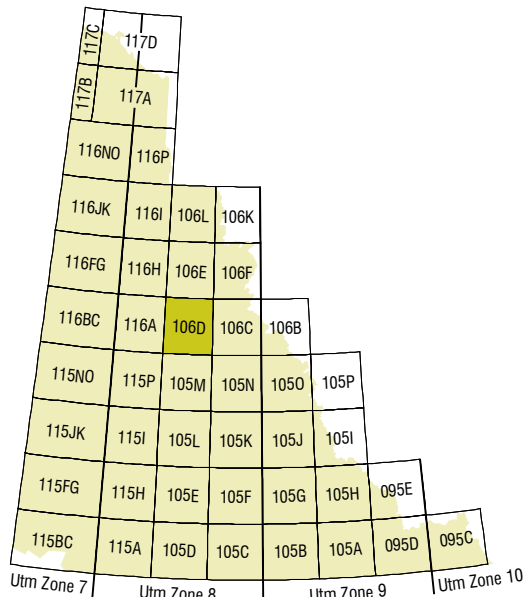 117C 117D
117B 117A
116NO 116P
116JK 116I 106L 106K
116FG 116H 106E 106F
116BC 116A 106D 106C 106B
115NO 115P 105M 105N 105O 105P
115JK 115I 105L 105K 105J 105I
115FG 115H 105E 105F 105G 105H 095E
115BC 115A 105D 105C 105B 105A 095D 095C
Utm Zone 7 Utm Zone 8 Utm Zone 9 Utm Zone 10